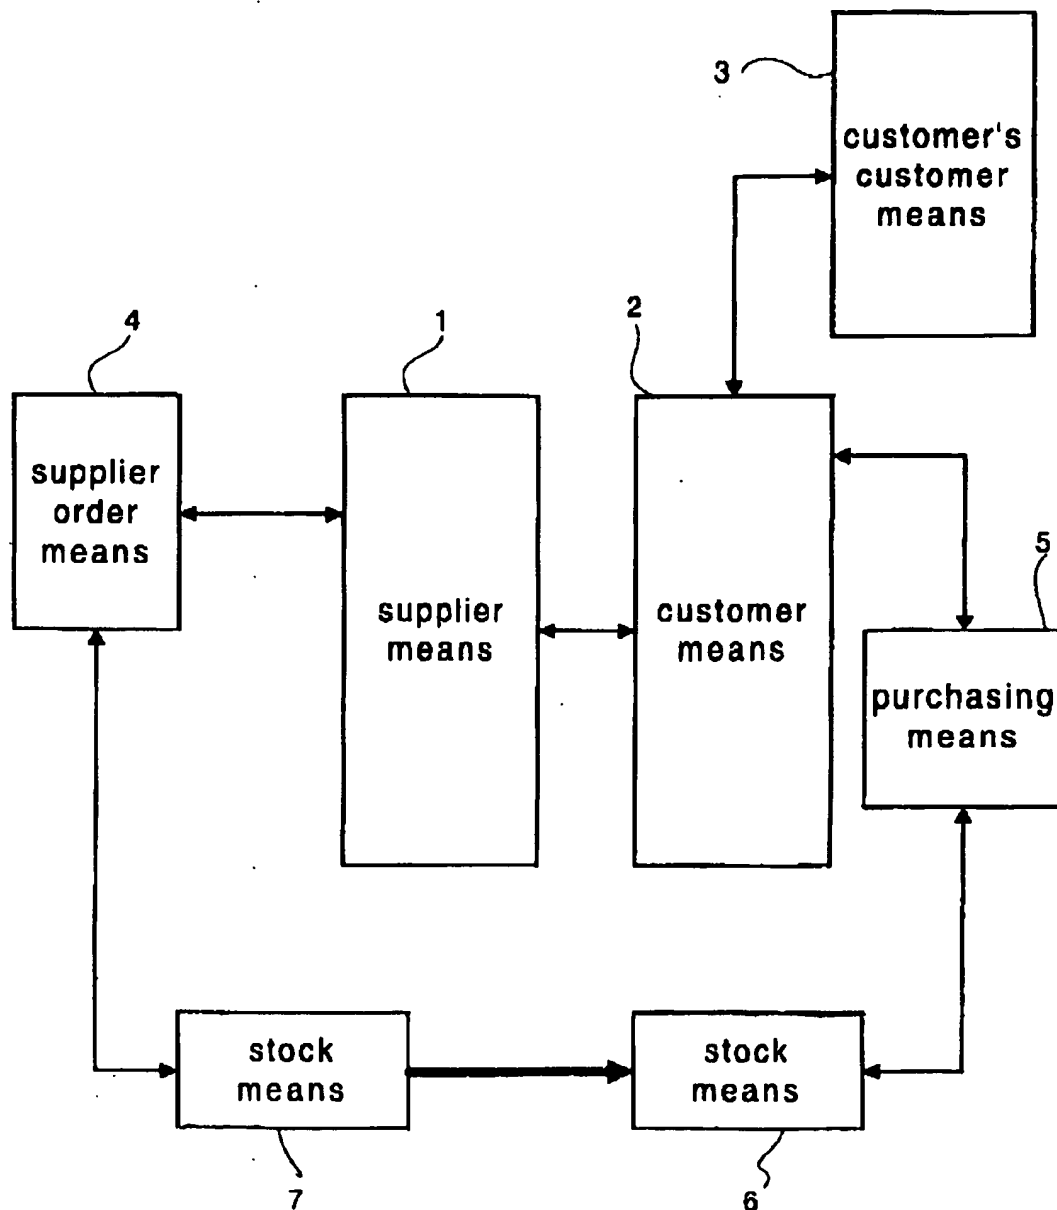 3
customer's
customer
means
4
1
2
supplier
order
means
5
supplier
means
customer
means
purchasing
means
stock
means
stock
means
7
6